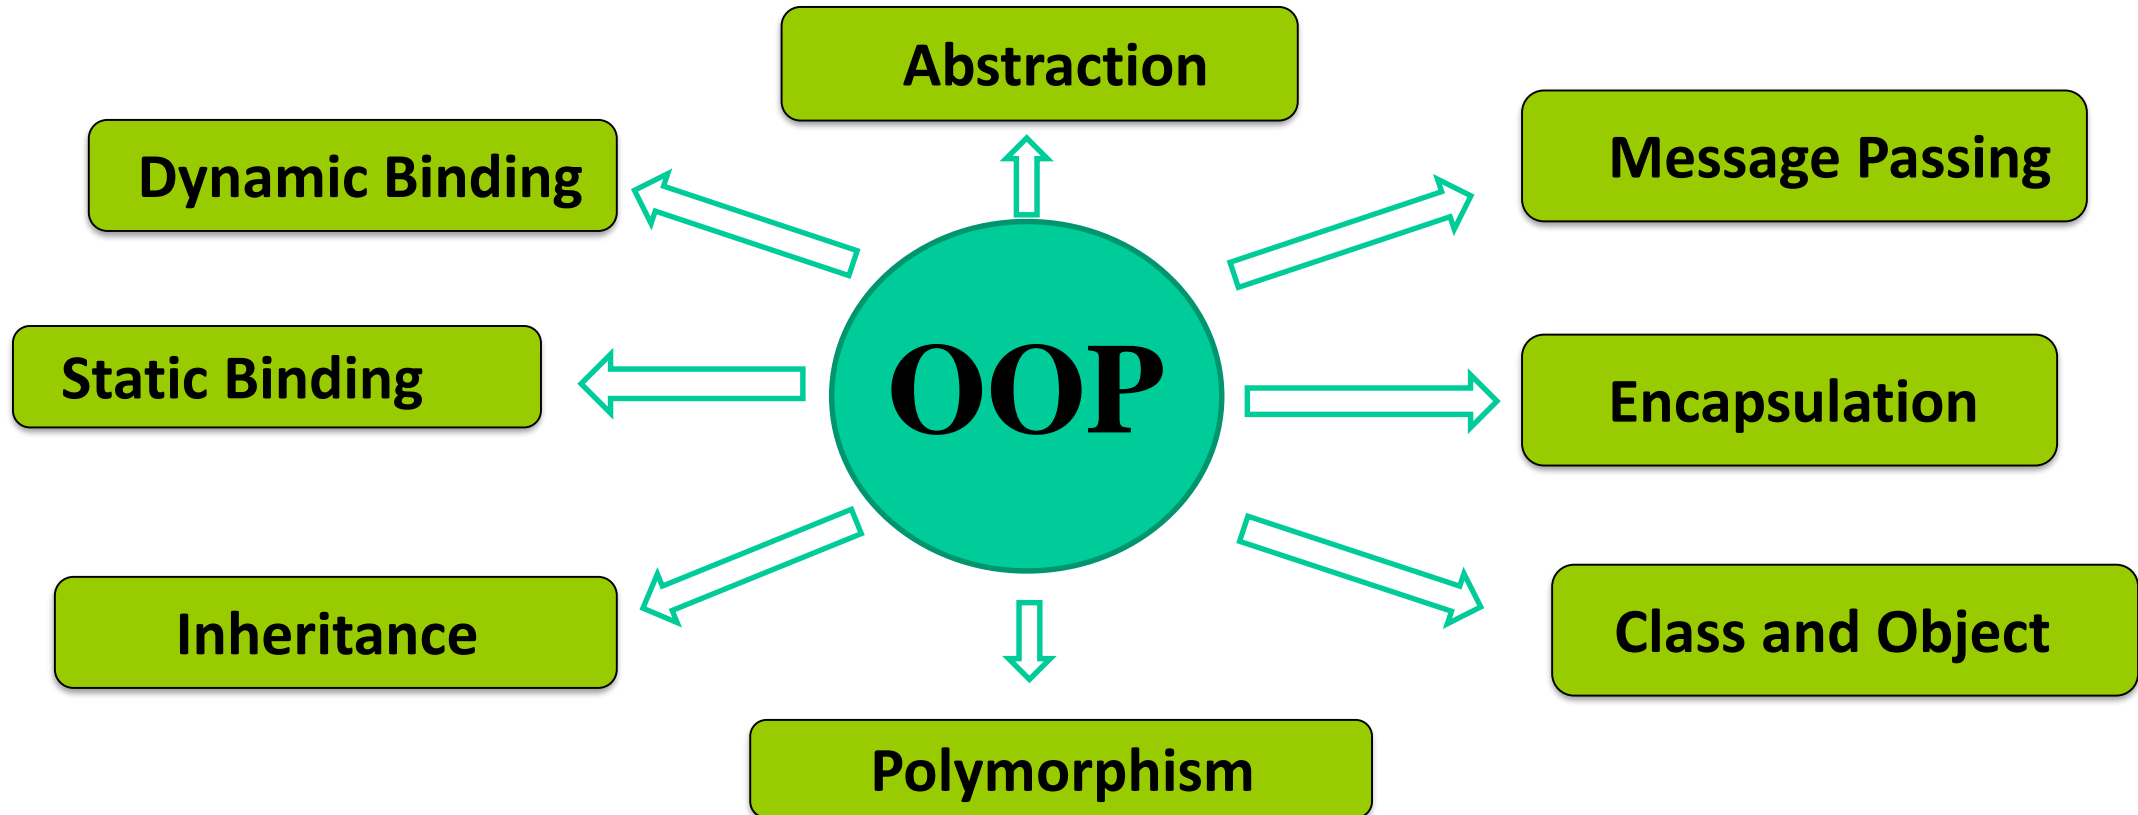 Abstraction
Message Passing
Dynamic Binding
OOP
Static Binding
Encapsulation
Inheritance
Class and Object
Polymorphism